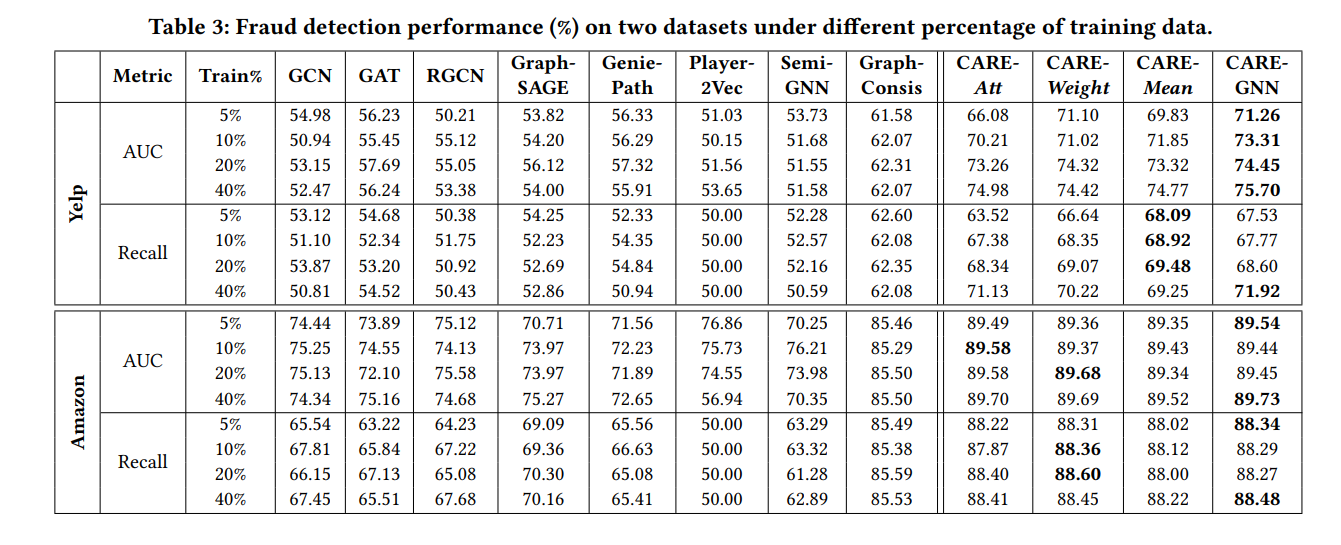 Table 3: Fraud detection performance (%) on two datasets under different percentage of training data.
Metric Train% GCN GAT RGCN Graph-SAGE Genie-Path Player-2Vec Semi-GNN Graph-Consis CARE-Att CARE-Weight CARE-Mean CARE-GNN
Yelp
AUC
5% 54.98 56.23 50.21 53.82 56.33 51.03 53.73 61.58 66.08 71.10 69.83 71.26
10% 50.94 55.45 55.12 54.20 56.29 50.15 51.68 62.07 70.21 71.02 71.85 73.31
20% 53.15 57.69 55.05 56.12 57.32 51.56 51.55 62.31 73.26 74.32 73.32 74.45
40% 52.47 56.24 53.38 54.00 55.91 53.65 51.58 62.07 74.98 74.42 74.77 75.70
Recall
5% 53.12 54.68 50.38 54.25 52.33 50.00 52.28 62.60 63.52 66.64 68.09 67.53
10% 51.10 52.34 51.75 52.23 54.35 50.00 52.57 62.08 67.38 68.35 68.92 67.77
20% 53.87 53.20 50.92 52.69 54.84 50.00 52.16 62.35 68.34 69.07 69.48 68.60
40% 50.81 54.52 50.43 52.86 50.94 50.00 50.59 62.08 71.13 70.22 69.25 71.92
Amazon
AUC
5% 74.44 73.89 75.12 70.71 71.56 76.86 70.25 85.46 89.49 89.36 89.35 89.54
10% 75.25 74.55 74.13 73.97 72.23 75.73 76.21 85.29 89.58 89.37 89.43 89.44
20% 75.13 72.10 75.58 73.97 71.89 74.55 73.98 85.50 89.58 89.68 89.34 89.45
40% 74.34 75.16 74.68 75.27 72.65 56.94 70.35 85.50 89.70 89.69 89.52 89.73
Recall
5% 65.54 63.22 64.23 69.09 65.56 50.00 63.29 85.49 88.22 88.31 88.02 88.34
10% 67.81 65.84 67.22 69.36 66.63 50.00 63.32 85.38 87.87 88.36 88.12 88.29
20% 66.15 67.13 65.08 70.30 65.08 50.00 61.28 85.59 88.40 88.60 88.00 88.27
40% 67.45 65.51 67.68 70.16 65.41 50.00 62.89 85.53 88.41 88.45 88.22 88.48